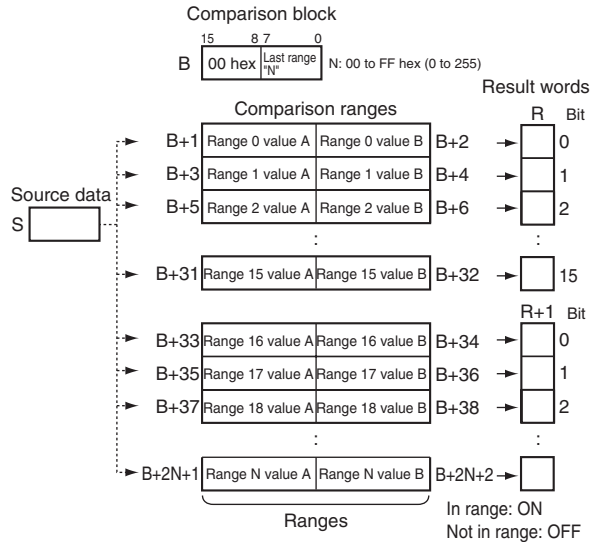 Comparison block
15 8 7 0
B 00 hex Last range "N" N: 00 to FF hex (0 to 255)
Result words
Comparison ranges R Bit
B+1 Range 0 value A Range 0 value B B+2 0
B+3 Range 1 value A Range 1 value B B+4 1
Source data
B+5 Range 2 value A Range 2 value B B+6 2
S
: :
B+31 Range 15 value A Range 15 value B B+32 15
R+1 Bit
B+33 Range 16 value A Range 16 value B B+34 0
B+35 Range 17 value A Range 17 value B B+36 1
B+37 Range 18 value A Range 18 value B B+38 2
: :
B+2N+1 Range N value A Range N value B B+2N+2
Ranges
In range: ON
Not in range: OFF